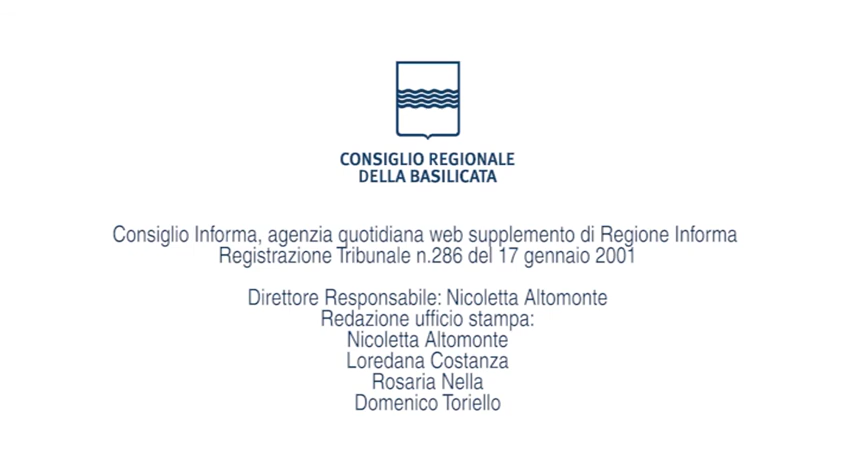 CONSIGLIO REGIONALE
DELLA BASILICATA
Consiglio Informa, agenzia quotidiana web supplemento di Regione Informa
Registrazione Tribunale n.286 del 17 gennaio 2001
Direttore Responsabile: Nicoletta Altomonte
Redazione ufficio stampa:
Nicoletta Altomonte
Loredana Costanza
Rosaria Nella
Domenico Toriello